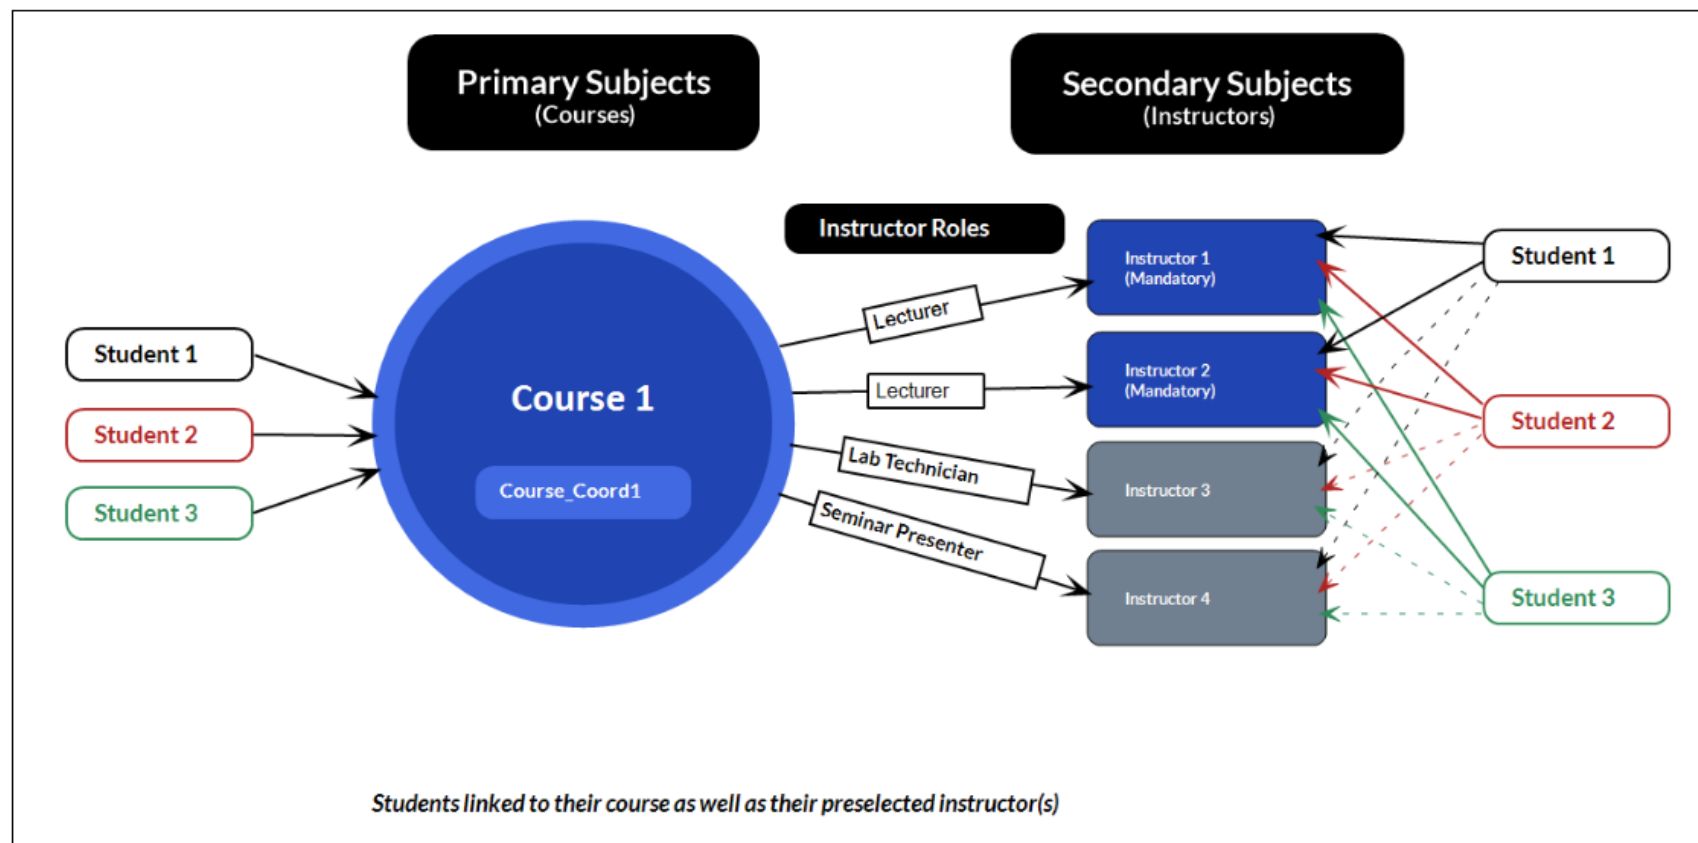 Primary Subjects
(Courses)
Secondary Subjects
(Instructors)
Instructor Roles
Student 1
Student 2
Student 3
Course 1
Course_Coord1
Lecturer
Lecturer
Lab Technician
Seminar Presenter
Instructor 1
(Mandatory)
Instructor 2
(Mandatory)
Instructor 3
Instructor 4
Student 1
Student 2
Student 3
Students linked to their course as well as their preselected instructor(s)